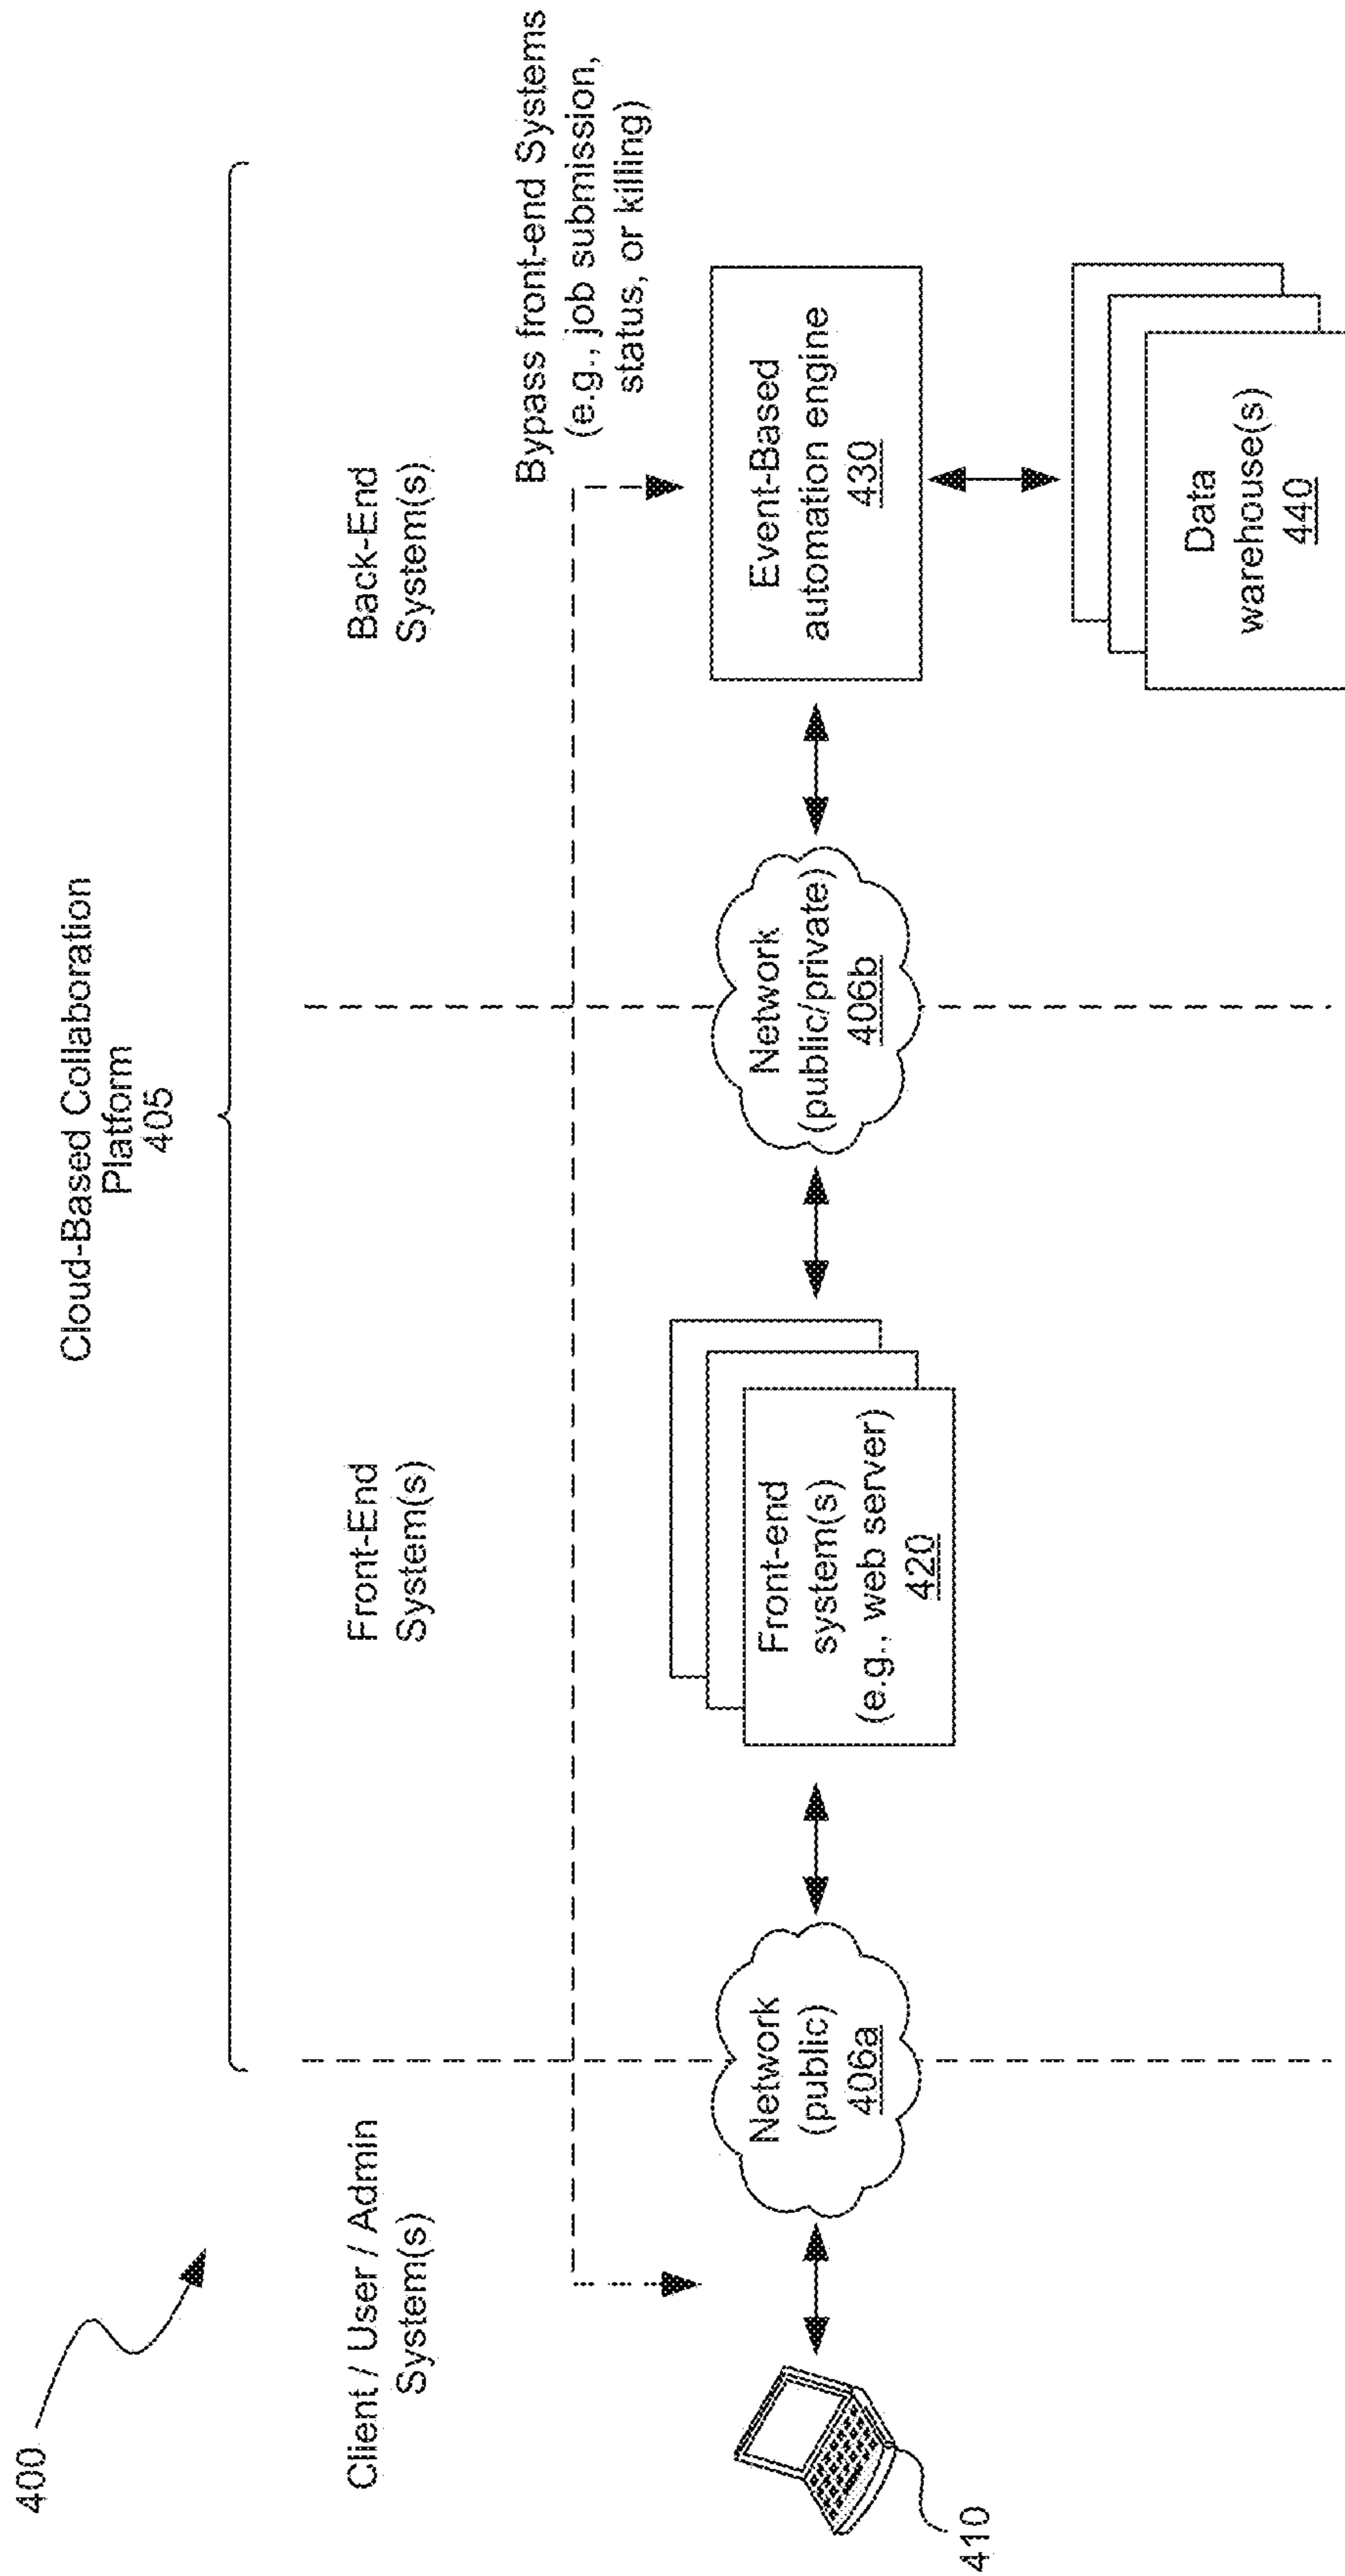 400
Cloud-Based Collaboration
Platform
405
Client / User / Admin
System(s)
Front-End
System(s)
Back-End
System(s)
Bypass front-end Systems
(e.g., job submission,
status, or killing)
410
Network
(public)
406a
Front-end
system(s)
(e.g., web server)
420
Network
(public/private)
406b
Event-Based
automation engine
430
Data
warehouse(s)
440